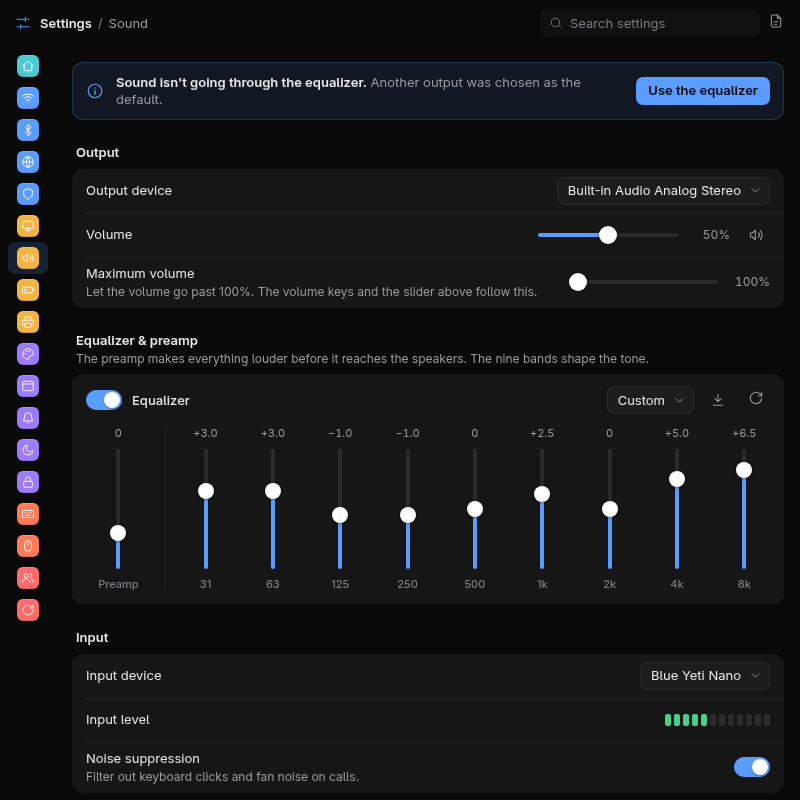 Settings / Sound
Search settings
Sound isn't going through the equalizer. Another output was chosen as the
default.
Use the equalizer
Output
Output device
Built-in Audio Analog Stereo
Volume
50%
Maximum volume
Let the volume go past 100%. The volume keys and the slider above follow this.
100%
Equalizer & preamp
The preamp makes everything louder before it reaches the speakers. The nine bands shape the tone.
Equalizer
Custom
0 +3.0 +3.0 −1.0 −1.0 0 +2.5 0 +5.0 +6.5
Preamp 31 63 125 250 500 1k 2k 4k 8k
Input
Input device
Blue Yeti Nano
Input level
Noise suppression
Filter out keyboard clicks and fan noise on calls.